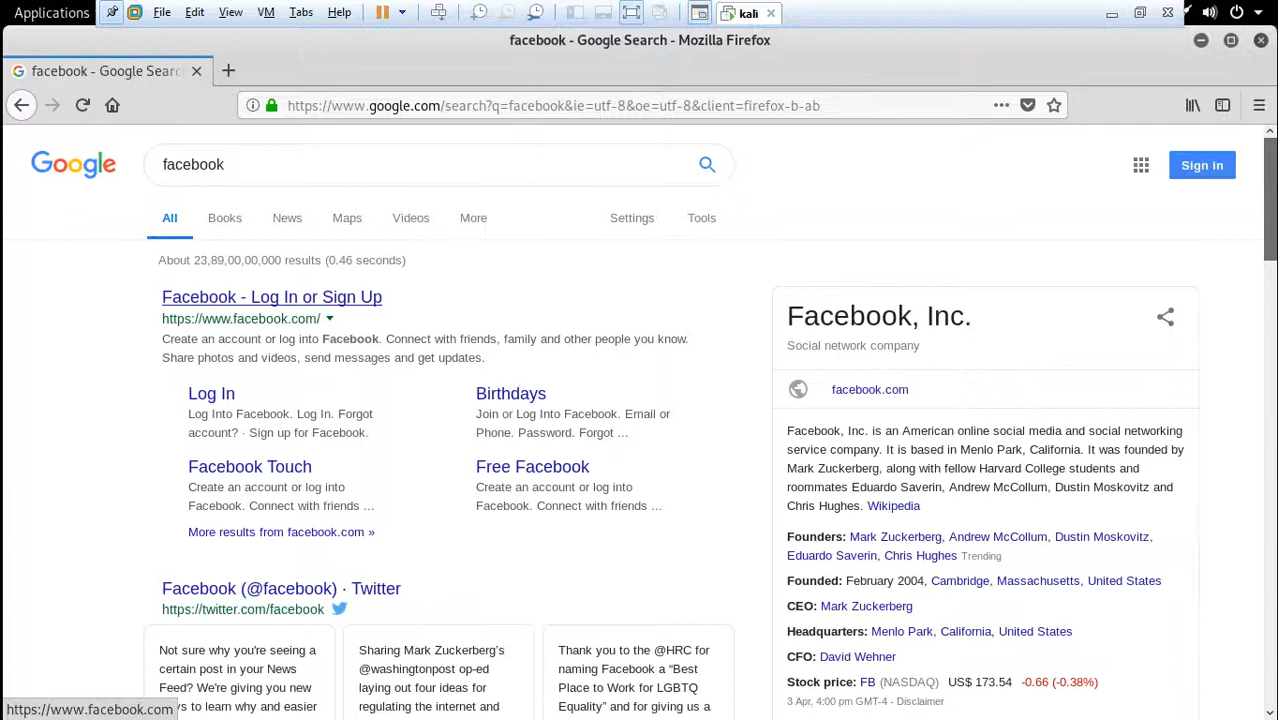 Applications File Edit View VM Tabs Help kali
facebook - Google Search - Mozilla Firefox
facebook - Google Searc
https://www.google.com/search?q=facebook&ie=utf-8&oe=utf-8&client=firefox-b-ab
Google facebook Sign in
All Books News Maps Videos More Settings Tools
About 23,89,00,00,000 results (0.46 seconds)
Facebook - Log In or Sign Up
https://www.facebook.com/
Create an account or log into Facebook. Connect with friends, family and other people you know.
Share photos and videos, send messages and get updates.
Log In
Log Into Facebook. Log In. Forgot
account? · Sign up for Facebook.
Birthdays
Join or Log Into Facebook. Email or
Phone. Password. Forgot ...
Facebook Touch
Create an account or log into
Facebook. Connect with friends ...
Free Facebook
Create an account or log into
Facebook. Connect with friends ...
More results from facebook.com »
Facebook (@facebook) · Twitter
https://twitter.com/facebook
Not sure why you're seeing a
certain post in your News
Feed? We're giving you new
ays to learn why and easier
Sharing Mark Zuckerberg's
@washingtonpost op-ed
laying out four ideas for
regulating the internet and
Thank you to the @HRC for
naming Facebook a "Best
Place to Work for LGBTQ
Equality" and for giving us a
Facebook, Inc.
Social network company
facebook.com
Facebook, Inc. is an American online social media and social networking
service company. It is based in Menlo Park, California. It was founded by
Mark Zuckerberg, along with fellow Harvard College students and
roommates Eduardo Saverin, Andrew McCollum, Dustin Moskovitz and
Chris Hughes. Wikipedia
Founders: Mark Zuckerberg, Andrew McCollum, Dustin Moskovitz,
Eduardo Saverin, Chris Hughes Trending
Founded: February 2004, Cambridge, Massachusetts, United States
CEO: Mark Zuckerberg
Headquarters: Menlo Park, California, United States
CFO: David Wehner
Stock price: FB (NASDAQ) US$ 173.54 -0.66 (-0.38%)
3 Apr, 4:00 pm GMT-4 - Disclaimer
https://www.facebook.com